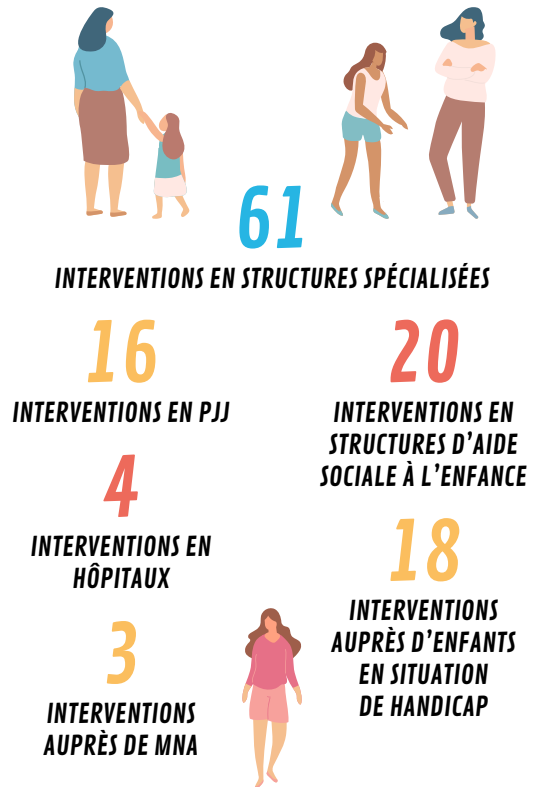 61
INTERVENTIONS EN STRUCTURES SPÉCIALISÉES
16
INTERVENTIONS EN PJJ
20
INTERVENTIONS EN
STRUCTURES D'AIDE
SOCIALE À L'ENFANCE
4
INTERVENTIONS EN
HÔPITAUX
18
INTERVENTIONS
AUPRÈS D'ENFANTS
EN SITUATION
DE HANDICAP
3
INTERVENTIONS
AUPRÈS DE MNA